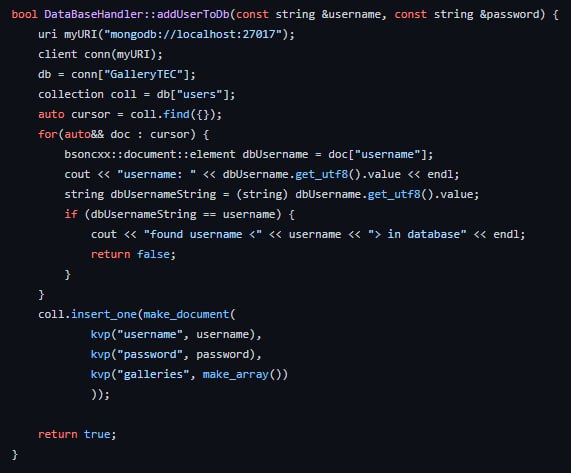 bool DataBaseHandler::addUserToDb(const string &username, const string &password) {
    uri myURI("mongodb://localhost:27017");
    client conn(myURI);
    db = conn["GalleryTEC"];
    collection coll = db["users"];
    auto cursor = coll.find({});
    for(auto&& doc : cursor) {
        bsoncxx::document::element dbUsername = doc["username"];
        cout << "username: " << dbUsername.get_utf8().value << endl;
        string dbUsernameString = (string) dbUsername.get_utf8().value;
        if (dbUsernameString == username) {
            cout << "found username <" << username << "> in database" << endl;
            return false;
        }
    }
    coll.insert_one(make_document(
            kvp("username", username),
            kvp("password", password),
            kvp("galleries", make_array())
            ));

    return true;
}